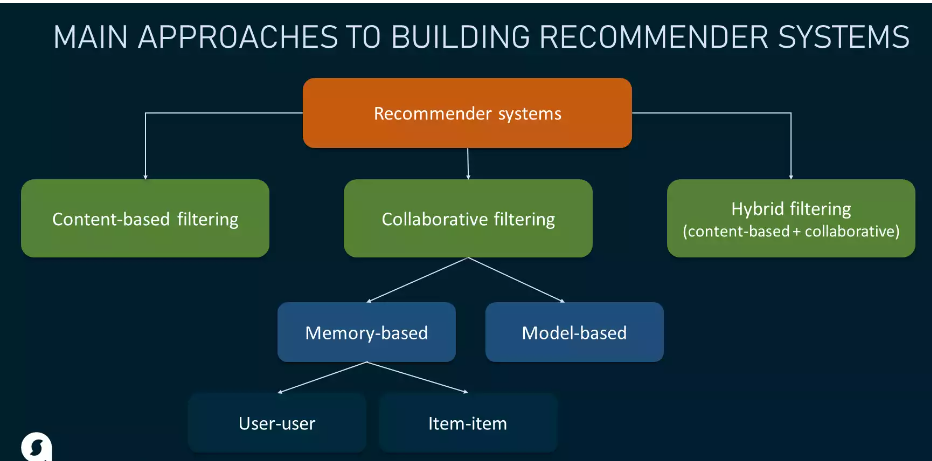 MAIN APPROACHES TO BUILDING RECOMMENDER SYSTEMS
Recommender systems
Content-based filtering
Collaborative filtering
Hybrid filtering
(content-based + collaborative)
Memory-based
Model-based
User-user
Item-item